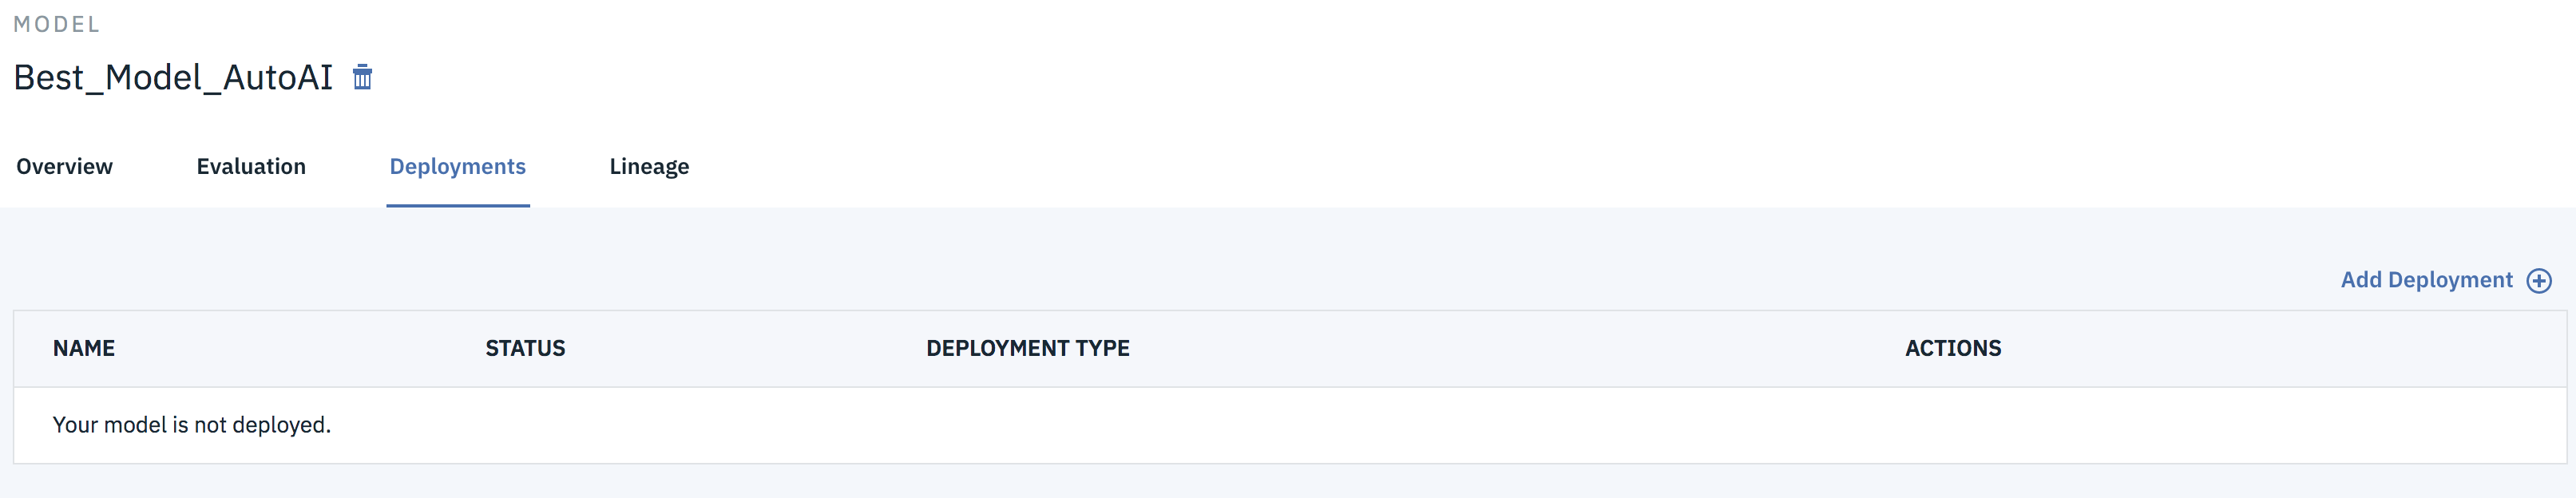 MODEL
Best_Model_AutoAI
Overview Evaluation Deployments Lineage
Add Deployment
NAME STATUS DEPLOYMENT TYPE ACTIONS
Your model is not deployed.